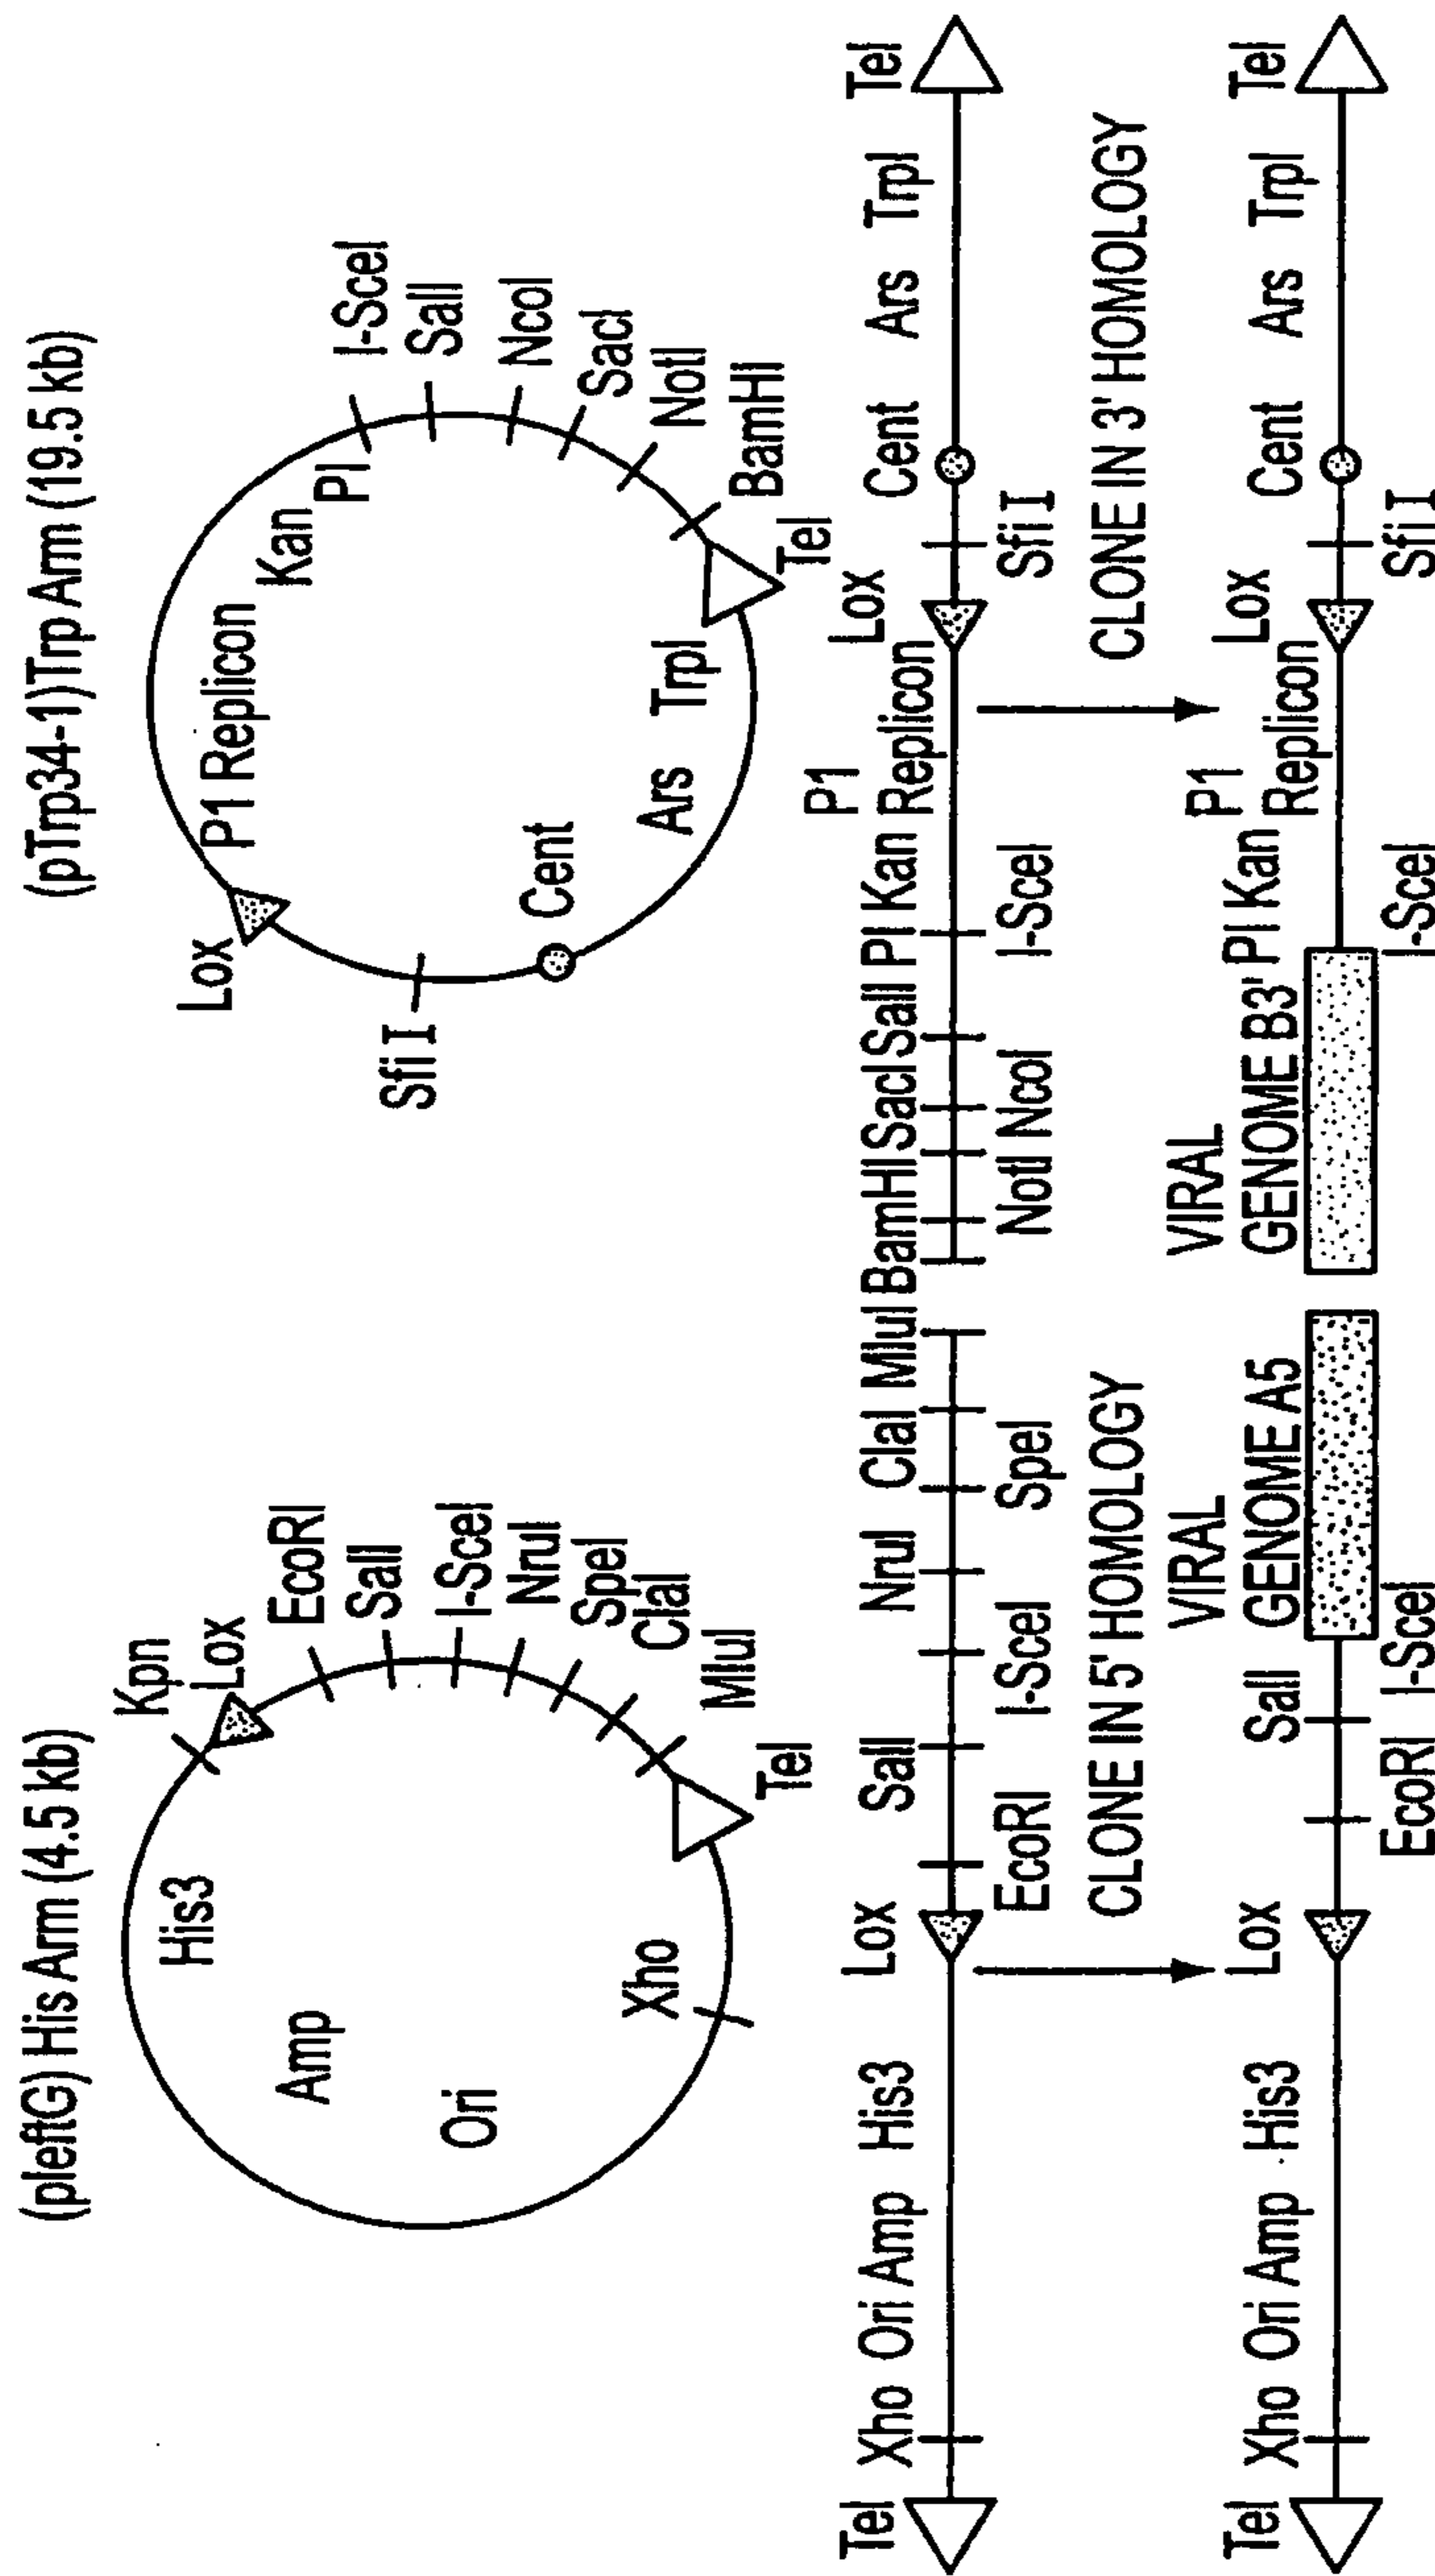 (pleftG) His Arm (4.5 kb)
(pTrp34-1)Trp Arm (19.5 kb)
Kpn
Lox
EcoRI
SalI
I-SceI
NruI
SpeI
ClaI
MluI
Tel
Xho
Ori
Amp
His3
Lox
P1 Replicon
Kan
PI
I-SceI
SalI
NcoI
SacI
NotI
BamHI
Tel
TrpI
Ars
Cent
Sfi I
Tel Xho Ori Amp His3 Lox SalI NruI ClaI MluI BamHI SacI SalI PI Kan P1 Replicon Lox Cent Ars TrpI Tel
EcoRI I-SceI SpeI NotI NcoI I-SceI Sfi I
CLONE IN 5' HOMOLOGY
CLONE IN 3' HOMOLOGY
VIRAL
GENOME A5
VIRAL
GENOME B3'
Tel Xho Ori Amp His3 Lox SalI PI Kan P1 Replicon Lox Cent Ars TrpI Tel
EcoRI I-SceI I-SceI Sfi I